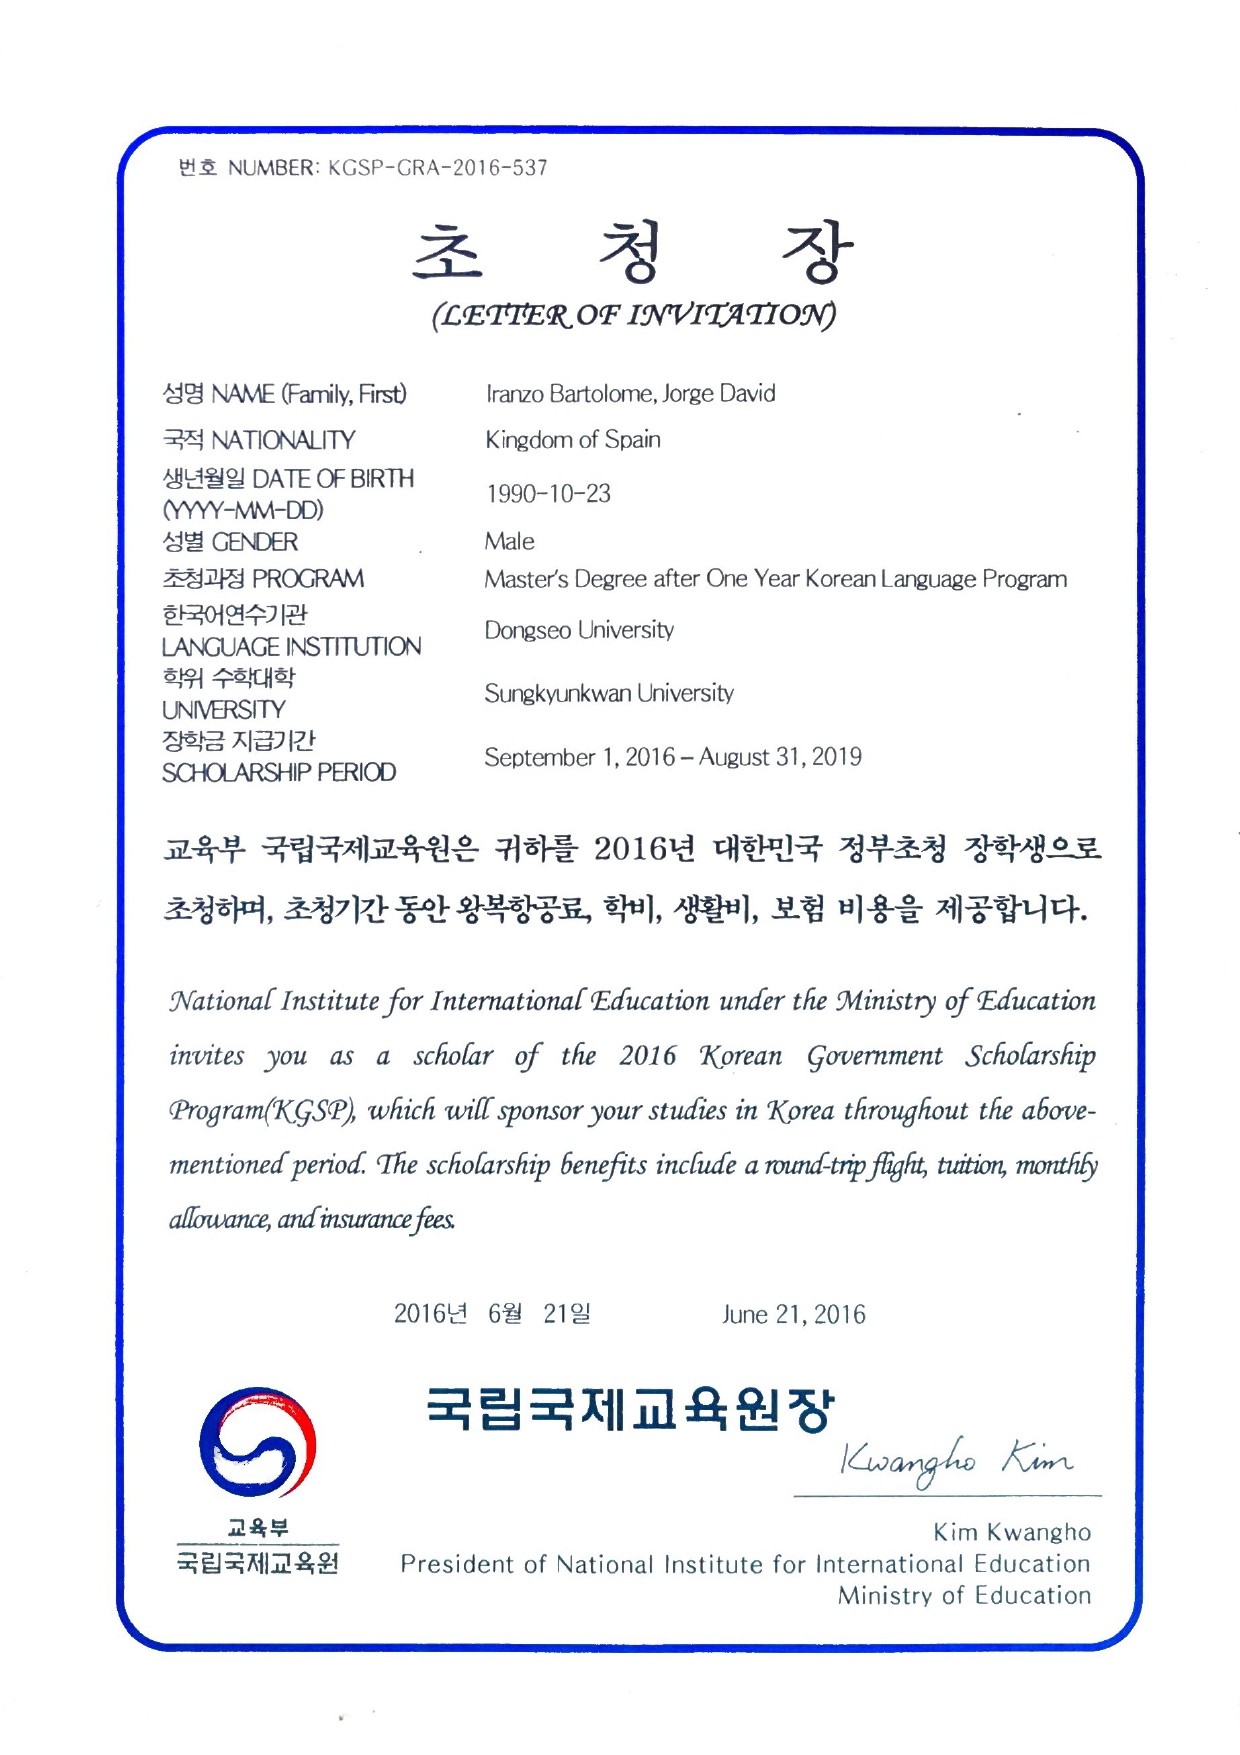 번호 NUMBER: KGSP-GRA-2016-537
초 청 장
(LETTER OF INVITATION)
성명 NAME (Family, First) Iranzo Bartolome, Jorge David
국적 NATIONALITY Kingdom of Spain
생년월일 DATE OF BIRTH
(YYYY-MM-DD) 1990-10-23
성별 GENDER Male
초청과정 PROGRAM Master's Degree after One Year Korean Language Program
한국어연수기관
LANGUAGE INSTITUTION Dongseo University
학위 수학대학
UNIVERSITY Sungkyunkwan University
장학금 지급기간
SCHOLARSHIP PERIOD September 1, 2016 – August 31, 2019
교육부 국립국제교육원은 귀하를 2016년 대한민국 정부초청 장학생으로
초청하며, 초청기간 동안 왕복항공료, 학비, 생활비, 보험 비용을 제공합니다.
National Institute for International Education under the Ministry of Education
invites you as a scholar of the 2016 Korean Government Scholarship
Program(KGSP), which will sponsor your studies in Korea throughout the above-
mentioned period. The scholarship benefits include a round-trip flight, tuition, monthly
allowance, and insurance fees.
2016년 6월 21일 June 21, 2016
국립국제교육원장
Kwangho Kim
교육부
국립국제교육원
Kim Kwangho
President of National Institute for International Education
Ministry of Education